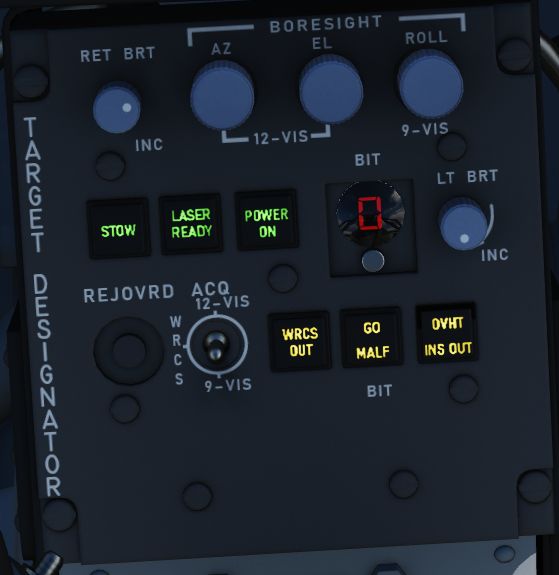 BORESIGHT
RET BRT
AZ
EL
ROLL
INC
12-VIS
9-VIS
TARGET DESIGNATOR
BIT
LT BRT
INC
STOW
LASER
READY
POWER
ON
0
REJOVRD
ACQ
12-VIS
WRCS
9-VIS
WRCS
OUT
GO
MALF
OVHT
INS OUT
BIT